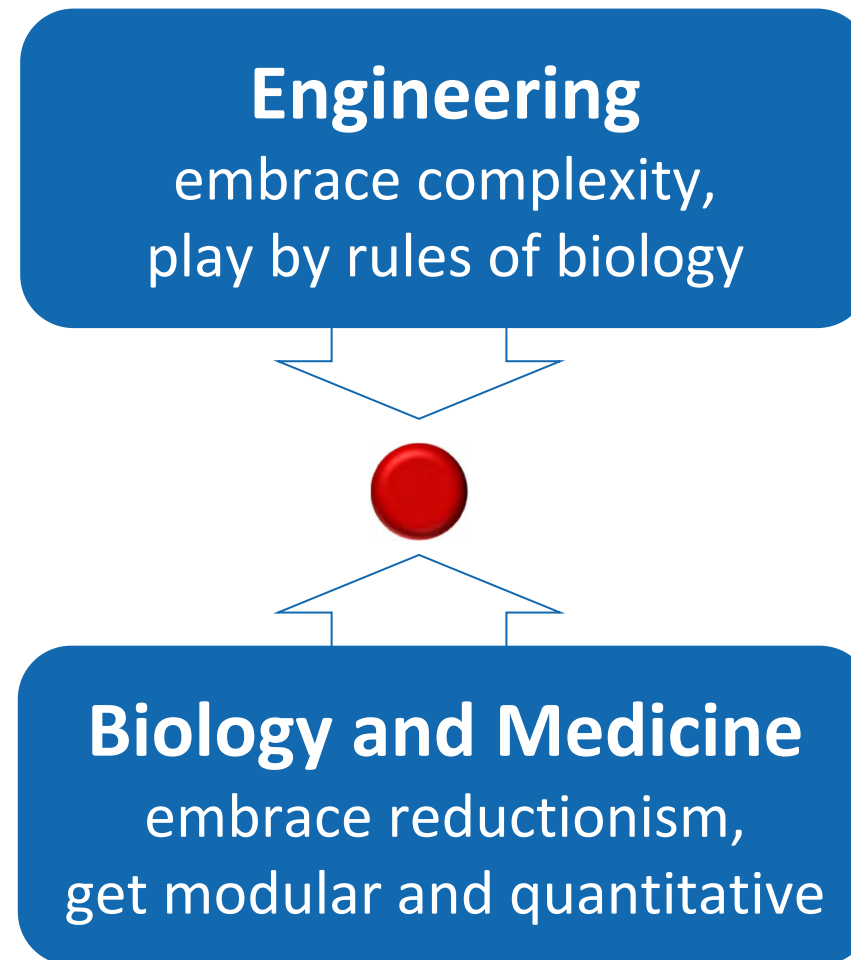 Engineering
embrace complexity,
play by rules of biology
Biology and Medicine
embrace reductionism,
get modular and quantitative